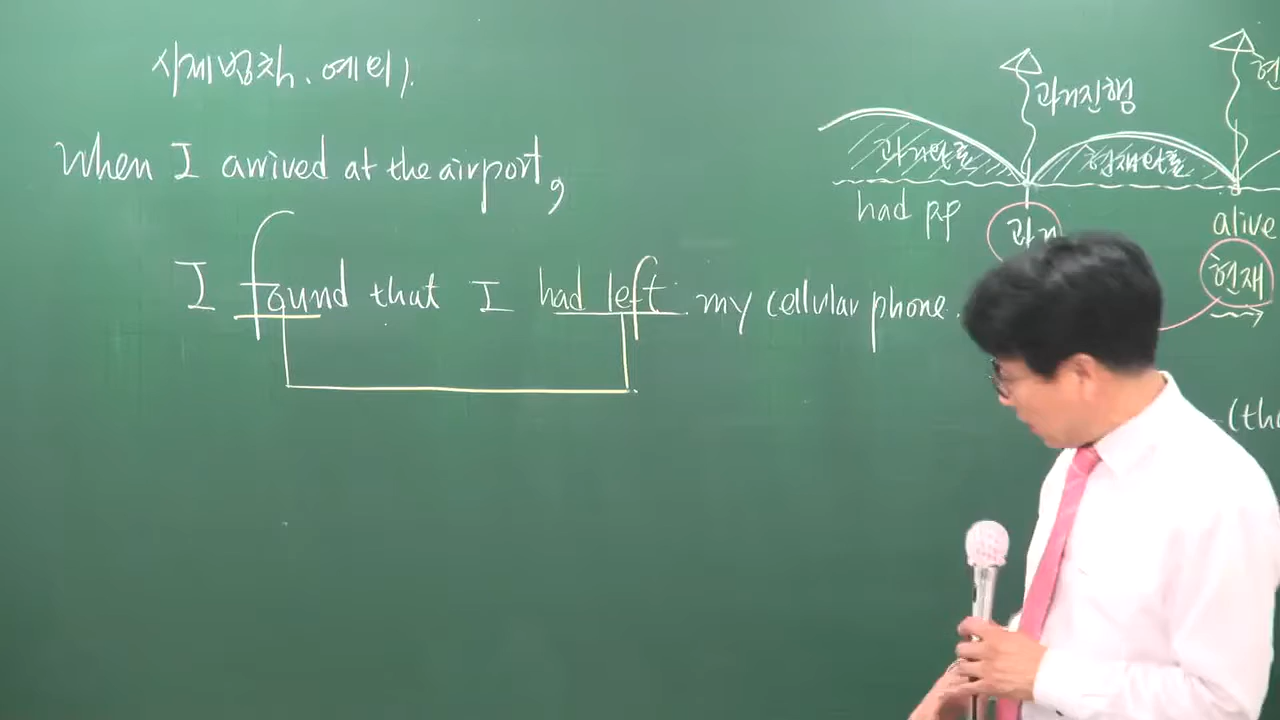 시제일치, 예외).
When I arrived at the airport,
I found that I had left my cellular phone.
과거진행
과거완료
현재완료
had pp
과거
alive
현재
(tha